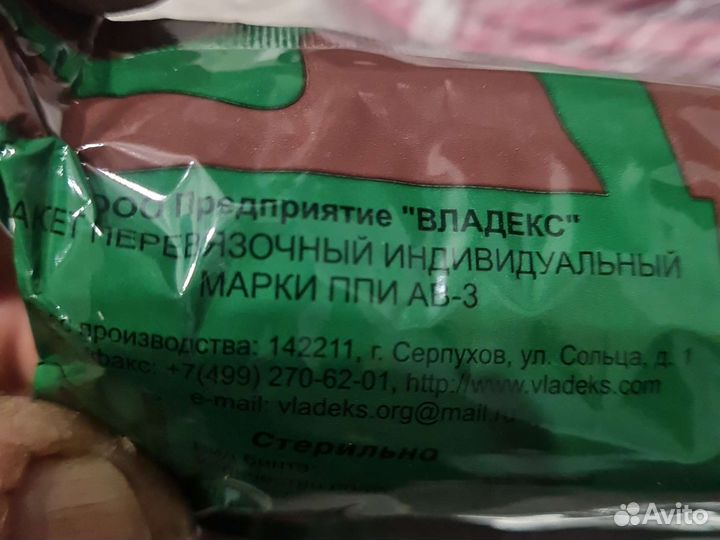 ООО Предприятие "ВЛАДЕКС"
ПЕРЕВЯЗОЧНЫЙ ИНДИВИДУАЛЬНЫЙ
МАРКИ ППИ АВ-3
производства: 142211, г. Серпухов, ул. Сольца, д. 1
факс: +7(499) 270-62-01, http://www.vladeks.com
e-mail: vladeks.org@mail.ru
Стерильно
Avito